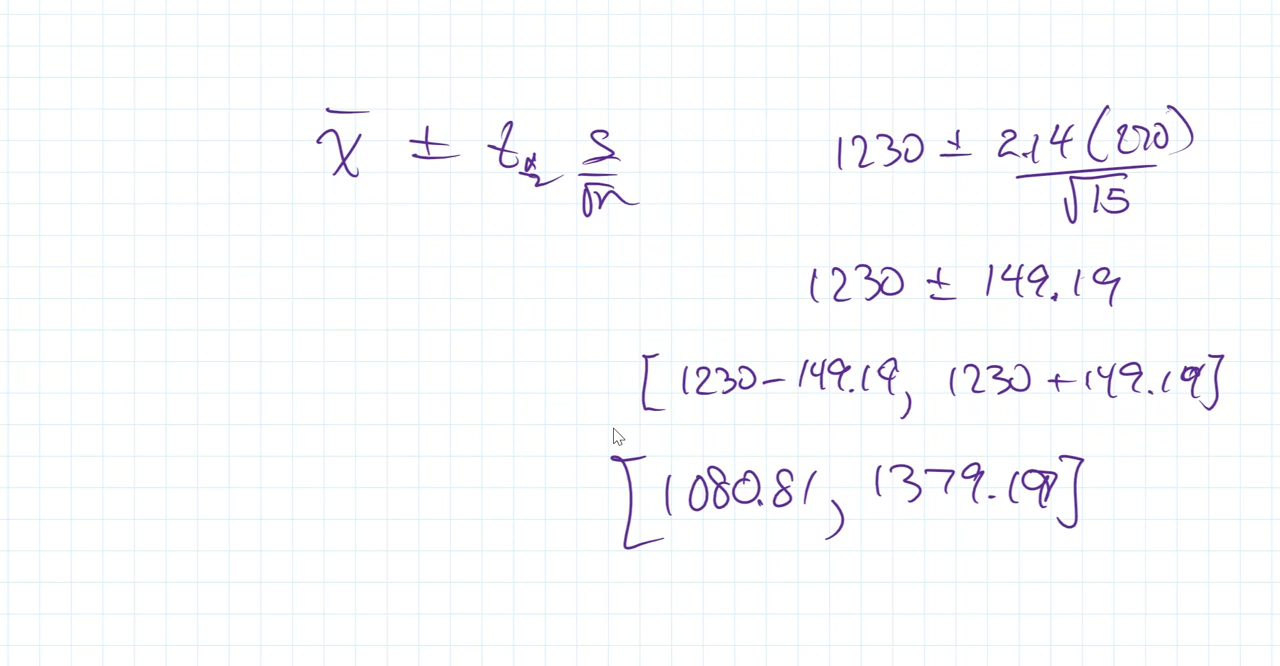 x̄ ± t_α/2 s/√n
1230 ± 2.14(270)/√15
1230 ± 149.19
[1230 - 149.19, 1230 + 149.19]
[1080.81, 1379.19]